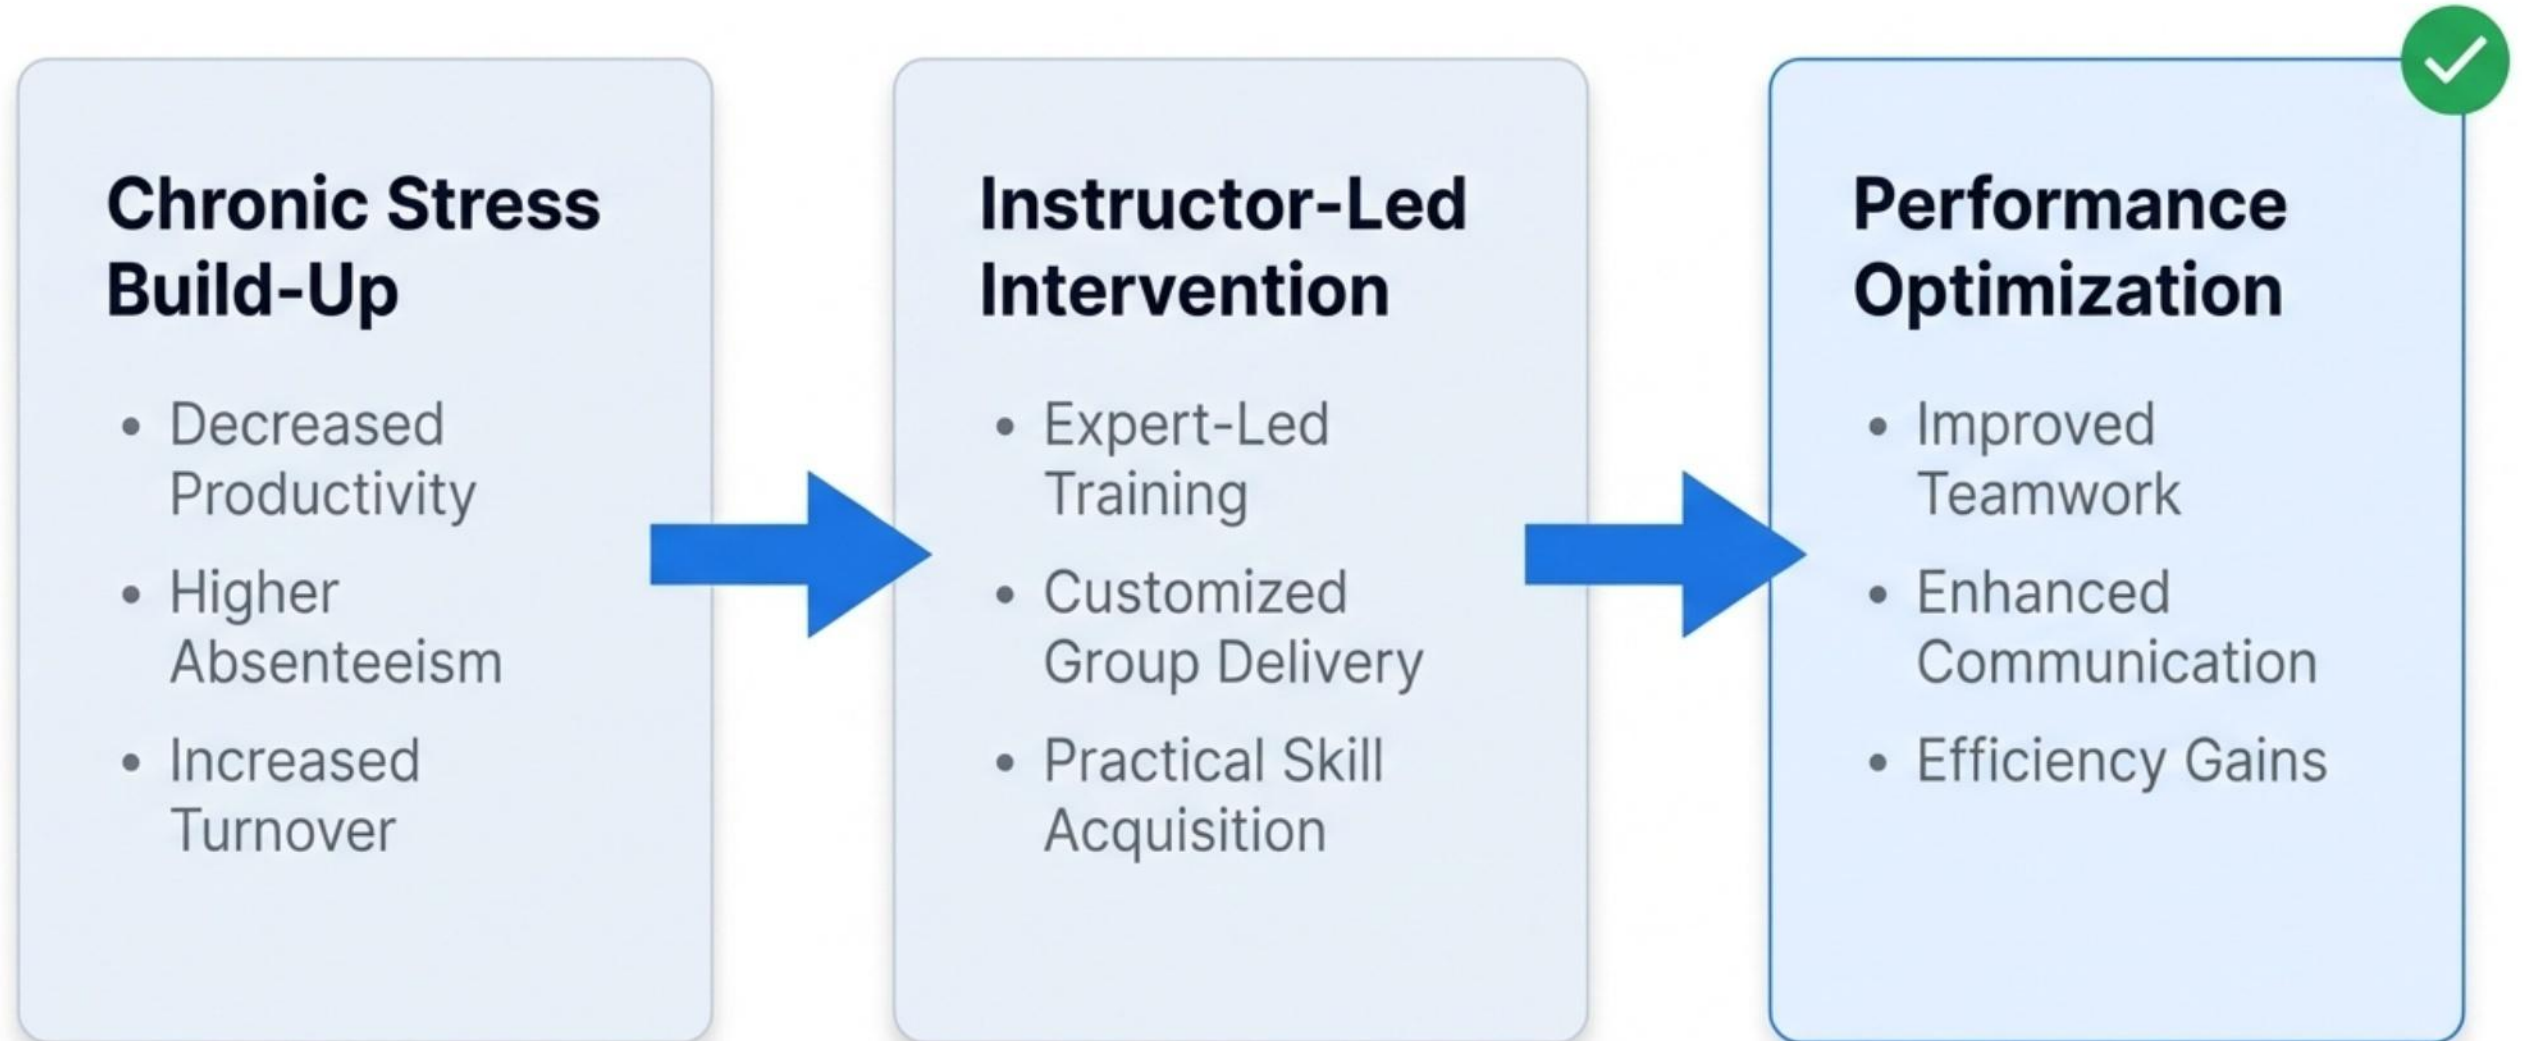 Chronic Stress
Build-Up
• Decreased
Productivity
• Higher
Absenteeism
• Increased
Turnover
Instructor-Led
Intervention
• Expert-Led
Training
• Customized
Group Delivery
• Practical Skill
Acquisition
Performance
Optimization
• Improved
Teamwork
• Enhanced
Communication
• Efficiency Gains